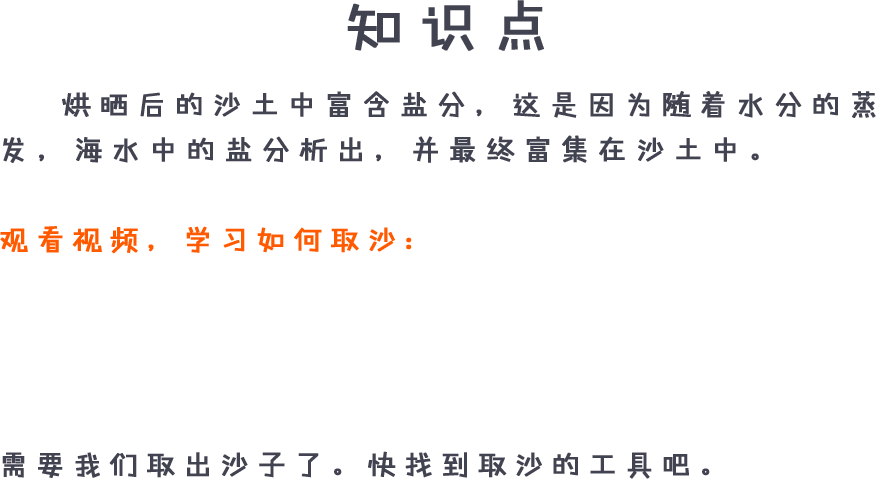 知识点
烘晒后的沙土中富含盐分，这是因为随着水分的蒸
发，海水中的盐分析出，并最终富集在沙土中。
观看视频，学习如何取沙：
需要我们取出沙子了。快找到取沙的工具吧。